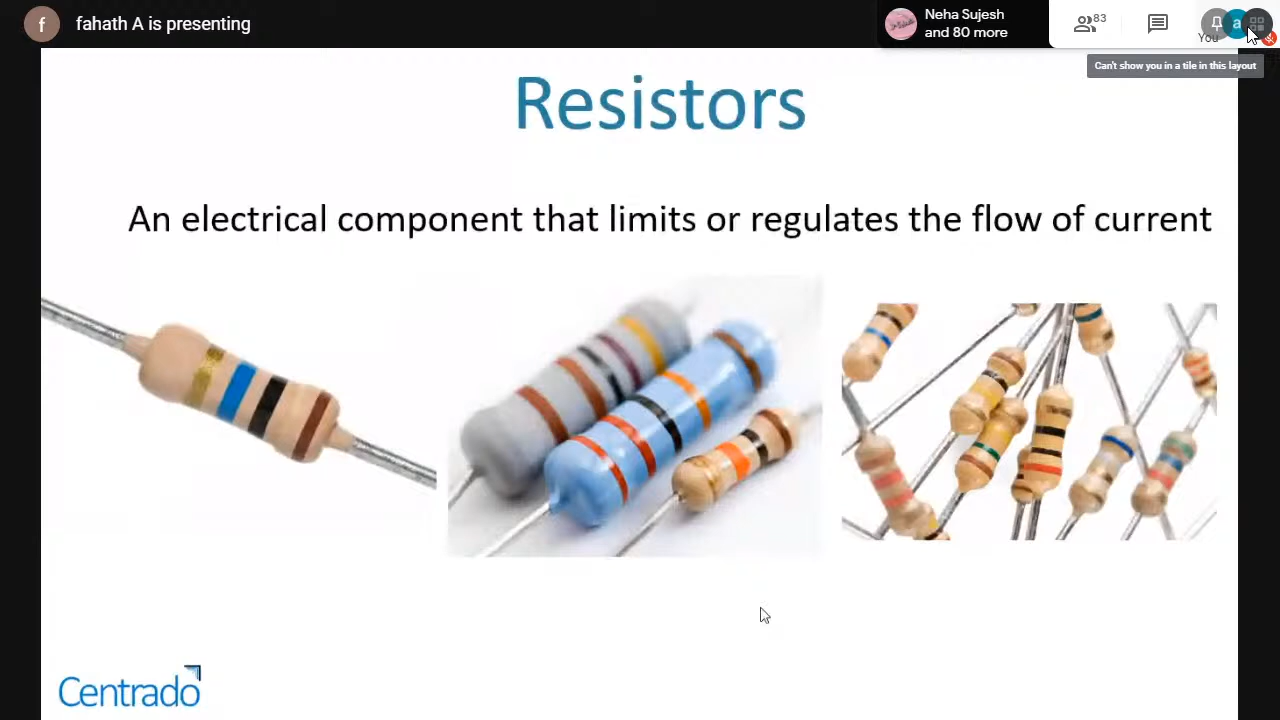 f
fahath A is presenting
Neha Sujesh
and 80 more
83
a
You
Can't show you in a tile in this layout
Resistors
An electrical component that limits or regulates the flow of current
Centrado